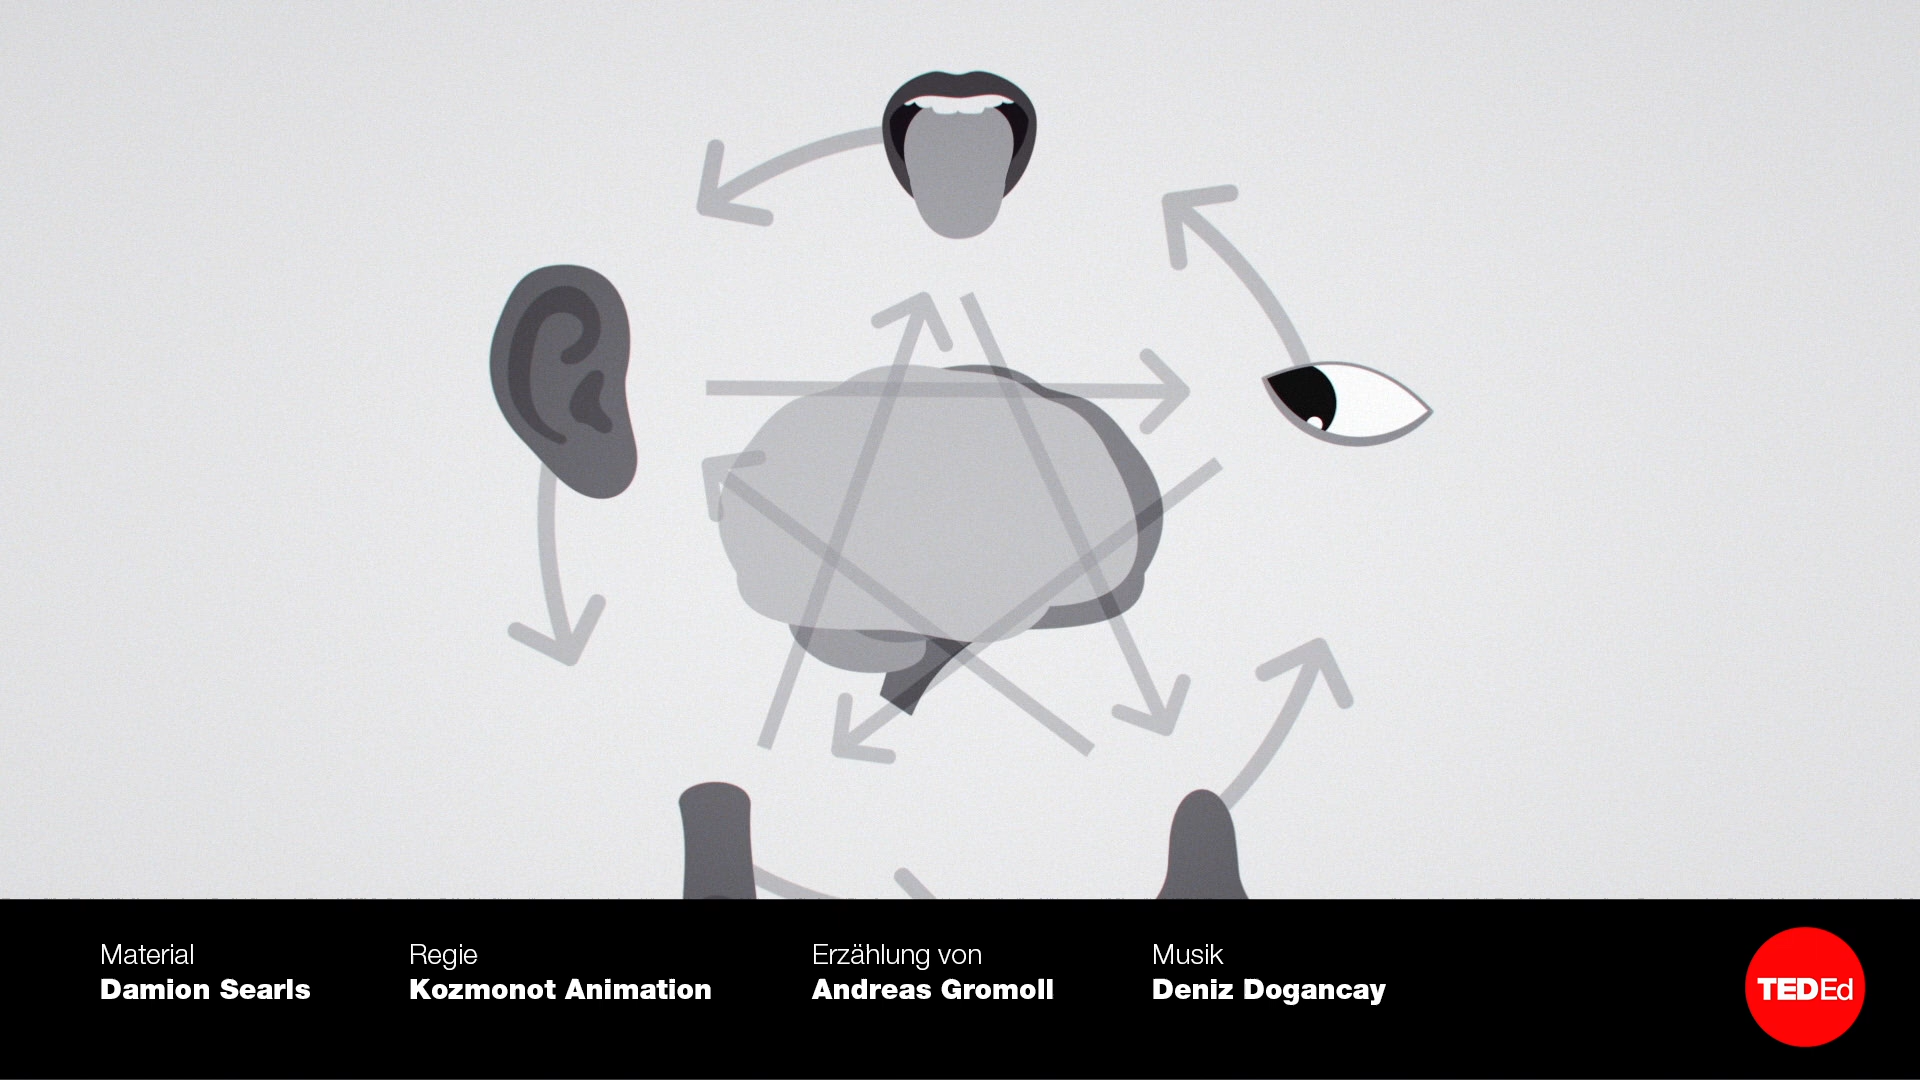 Material
Damion Searls
Regie
Kozmonot Animation
Erzählung von
Andreas Gromoll
Musik
Deniz Dogancay
TEDEd